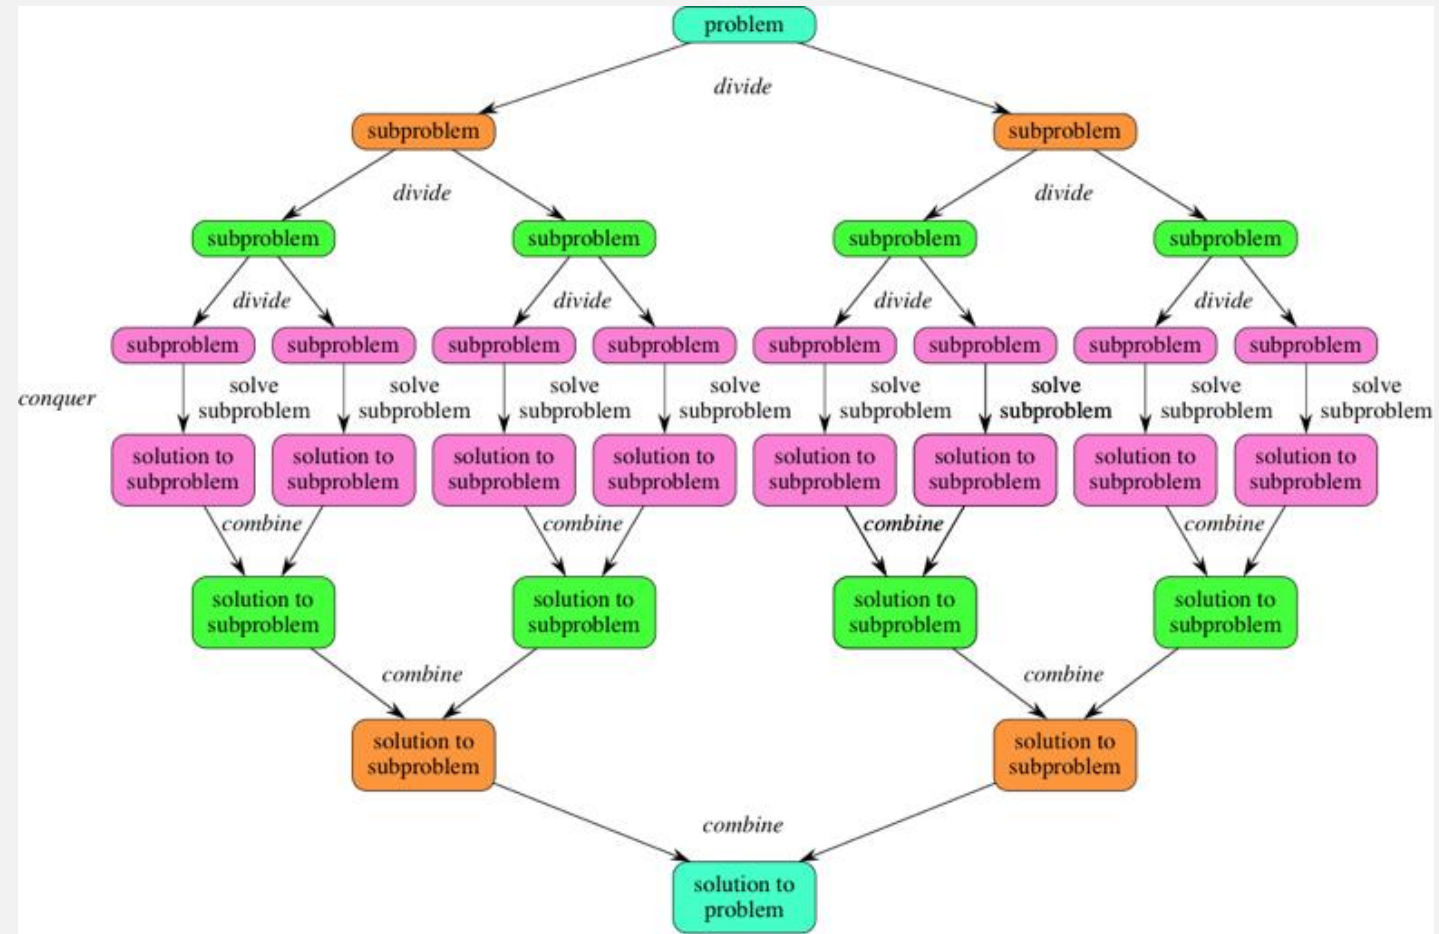 problem
divide
subproblem
subproblem
divide
divide
subproblem
subproblem
subproblem
subproblem
divide
divide
divide
divide
subproblem
subproblem
subproblem
subproblem
subproblem
subproblem
subproblem
subproblem
conquer
solve
subproblem
solve
subproblem
solve
subproblem
solve
subproblem
solve
subproblem
solve
subproblem
solve
subproblem
solve
subproblem
solution to
subproblem
solution to
subproblem
solution to
subproblem
solution to
subproblem
solution to
subproblem
solution to
subproblem
solution to
subproblem
solution to
subproblem
combine
combine
combine
combine
solution to
subproblem
solution to
subproblem
solution to
subproblem
solution to
subproblem
combine
combine
solution to
subproblem
solution to
subproblem
combine
solution to
problem